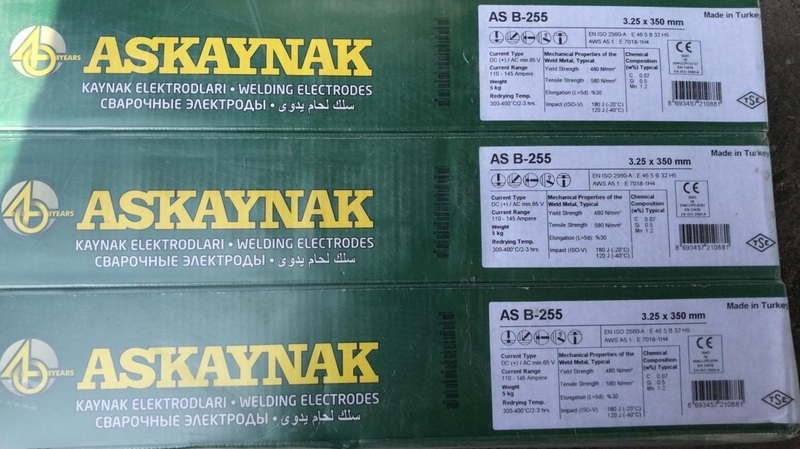 45 YEARS
ASKAYNAK
KAYNAK ELEKTRODLARI • WELDING ELECTRODES
СВАРОЧНЫЕ ЭЛЕКТРОДЫ • سلك لحام يدوى
AS B-255 3.25 x 350 mm Made in Turkey
EN ISO 2560-A : E 46 5 B 32 H5
AWS A5.1 : E 7018-1H4
Current Type
DC (+) / AC min 65 V
Current Range
110 - 145 Ampere
Weight
5 kg
Redrying Temp.
300-400°C/2-3 hrs.
Mechanical Properties of the
Weld Metal, Typical
Yield Strength 480 N/mm²
Tensile Strength 580 N/mm²
Elongation (L=5d) %30
Impact (ISO-V) 180 J (-20°C)
120 J (-40°C)
Chemical
Composition
(w%) Typical
C 0.07
Si 0.5
Mn 1.2
CE
8 693457 210881
TSE
YEARS
ASKAYNAK
KAYNAK ELEKTRODLARI • WELDING ELECTRODES
СВАРОЧНЫЕ ЭЛЕКТРОДЫ • سلك لحام يدوى
AS B-255 3.25 x 350 mm Made in Turkey
EN ISO 2560-A : E 46 5 B 32 H5
AWS A5.1 : E 7018-1H4
Current Type
DC (+) / AC min 65 V
Current Range
110 - 145 Ampere
Weight
5 kg
Redrying Temp.
300-400°C/2-3 hrs.
Mechanical Properties of the
Weld Metal, Typical
Yield Strength 480 N/mm²
Tensile Strength 580 N/mm²
Elongation (L=5d) %30
Impact (ISO-V) 180 J (-20°C)
120 J (-40°C)
Chemical
Composition
(w%) Typical
C 0.07
Si 0.5
Mn 1.2
CE
8 693457 210881
TSE
YEARS
ASKAYNAK
KAYNAK ELEKTRODLARI • WELDING ELECTRODES
СВАРОЧНЫЕ ЭЛЕКТРОДЫ • سلك لحام يدوى
AS B-255 3.25 x 350 mm Made in Turkey
EN ISO 2560-A : E 46 5 B 32 H5
AWS A5.1 : E 7018-1H4
Current Type
DC (+) / AC min 65 V
Current Range
110 - 145 Ampere
Weight
5 kg
Redrying Temp.
300-400°C/2-3 hrs.
Mechanical Properties of the
Weld Metal, Typical
Yield Strength 480 N/mm²
Tensile Strength 580 N/mm²
Elongation (L=5d) %30
Impact (ISO-V) 180 J (-20°C)
120 J (-40°C)
Chemical
Composition
(w%) Typical
C 0.07
Si 0.5
Mn 1.2
CE
8 693457 210881
TSE